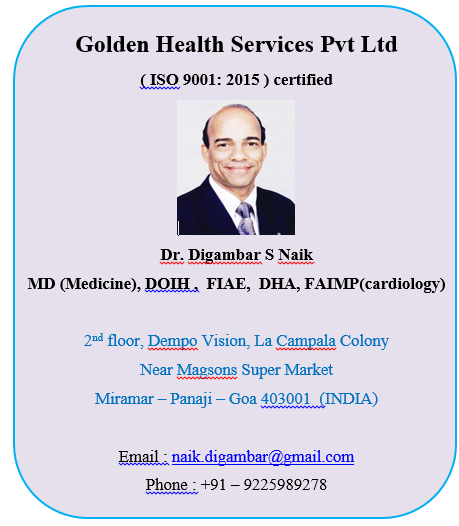 Golden Health Services Pvt Ltd
( ISO 9001: 2015 ) certified
Dr. Digambar S Naik
MD (Medicine), DOIH , FIAE, DHA, FAIMP(cardiology)
2nd floor, Dempo Vision, La Campala Colony
Near Magsons Super Market
Miramar – Panaji – Goa 403001 (INDIA)
Email : naik.digambar@gmail.com
Phone : +91 – 9225989278